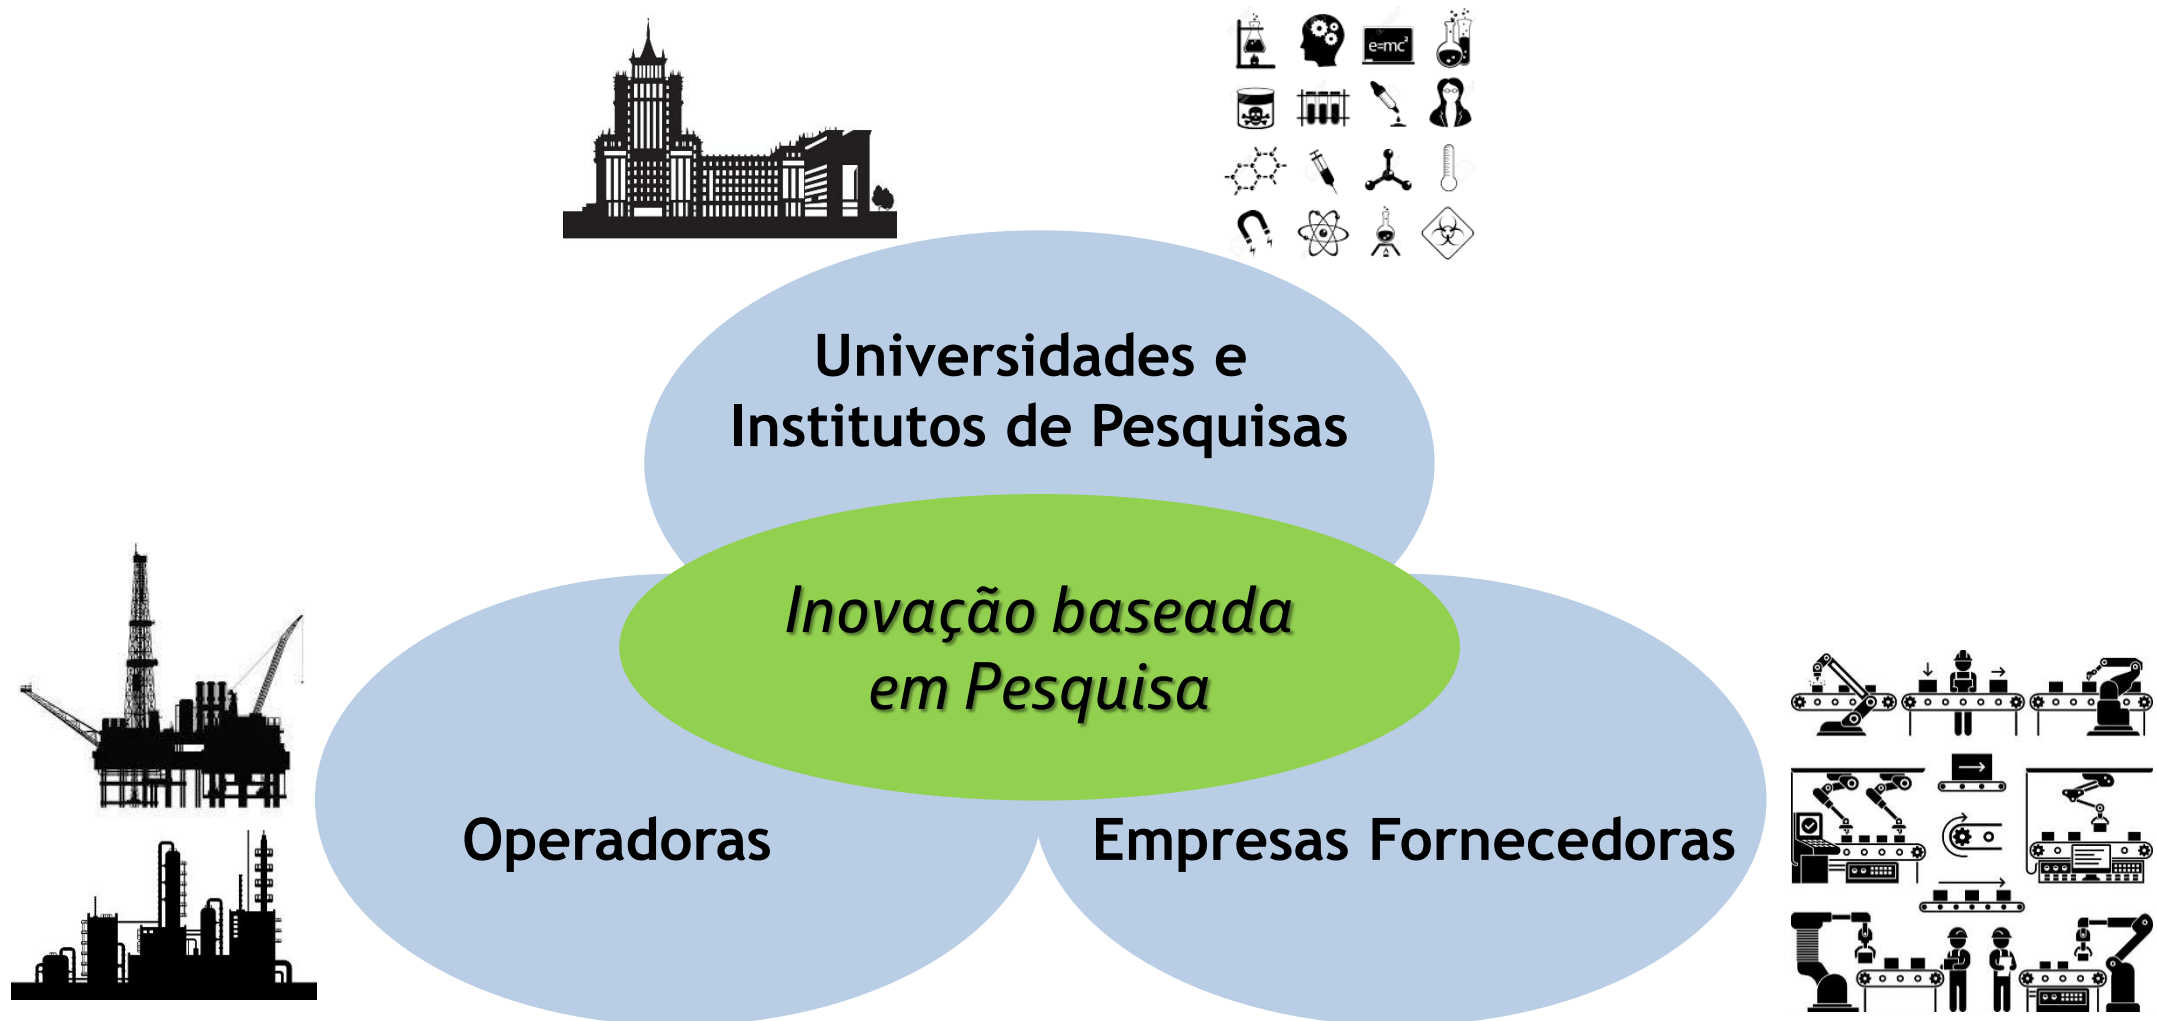 e=mc²
Universidades e
Institutos de Pesquisas
Inovação baseada
em Pesquisa
Operadoras
Empresas Fornecedoras